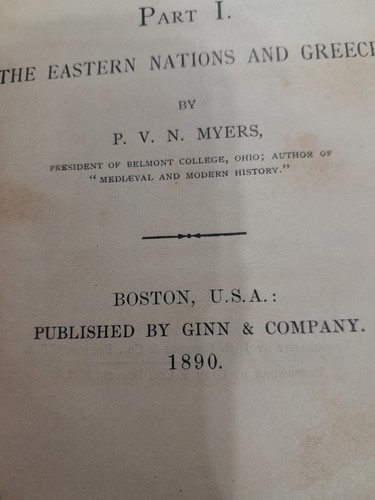 PART I.
THE EASTERN NATIONS AND GREECE
BY
P. V. N. MYERS,
PRESIDENT OF BELMONT COLLEGE, OHIO; AUTHOR OF
"MEDIÆVAL AND MODERN HISTORY."
BOSTON, U.S.A.:
PUBLISHED BY GINN & COMPANY.
1890.